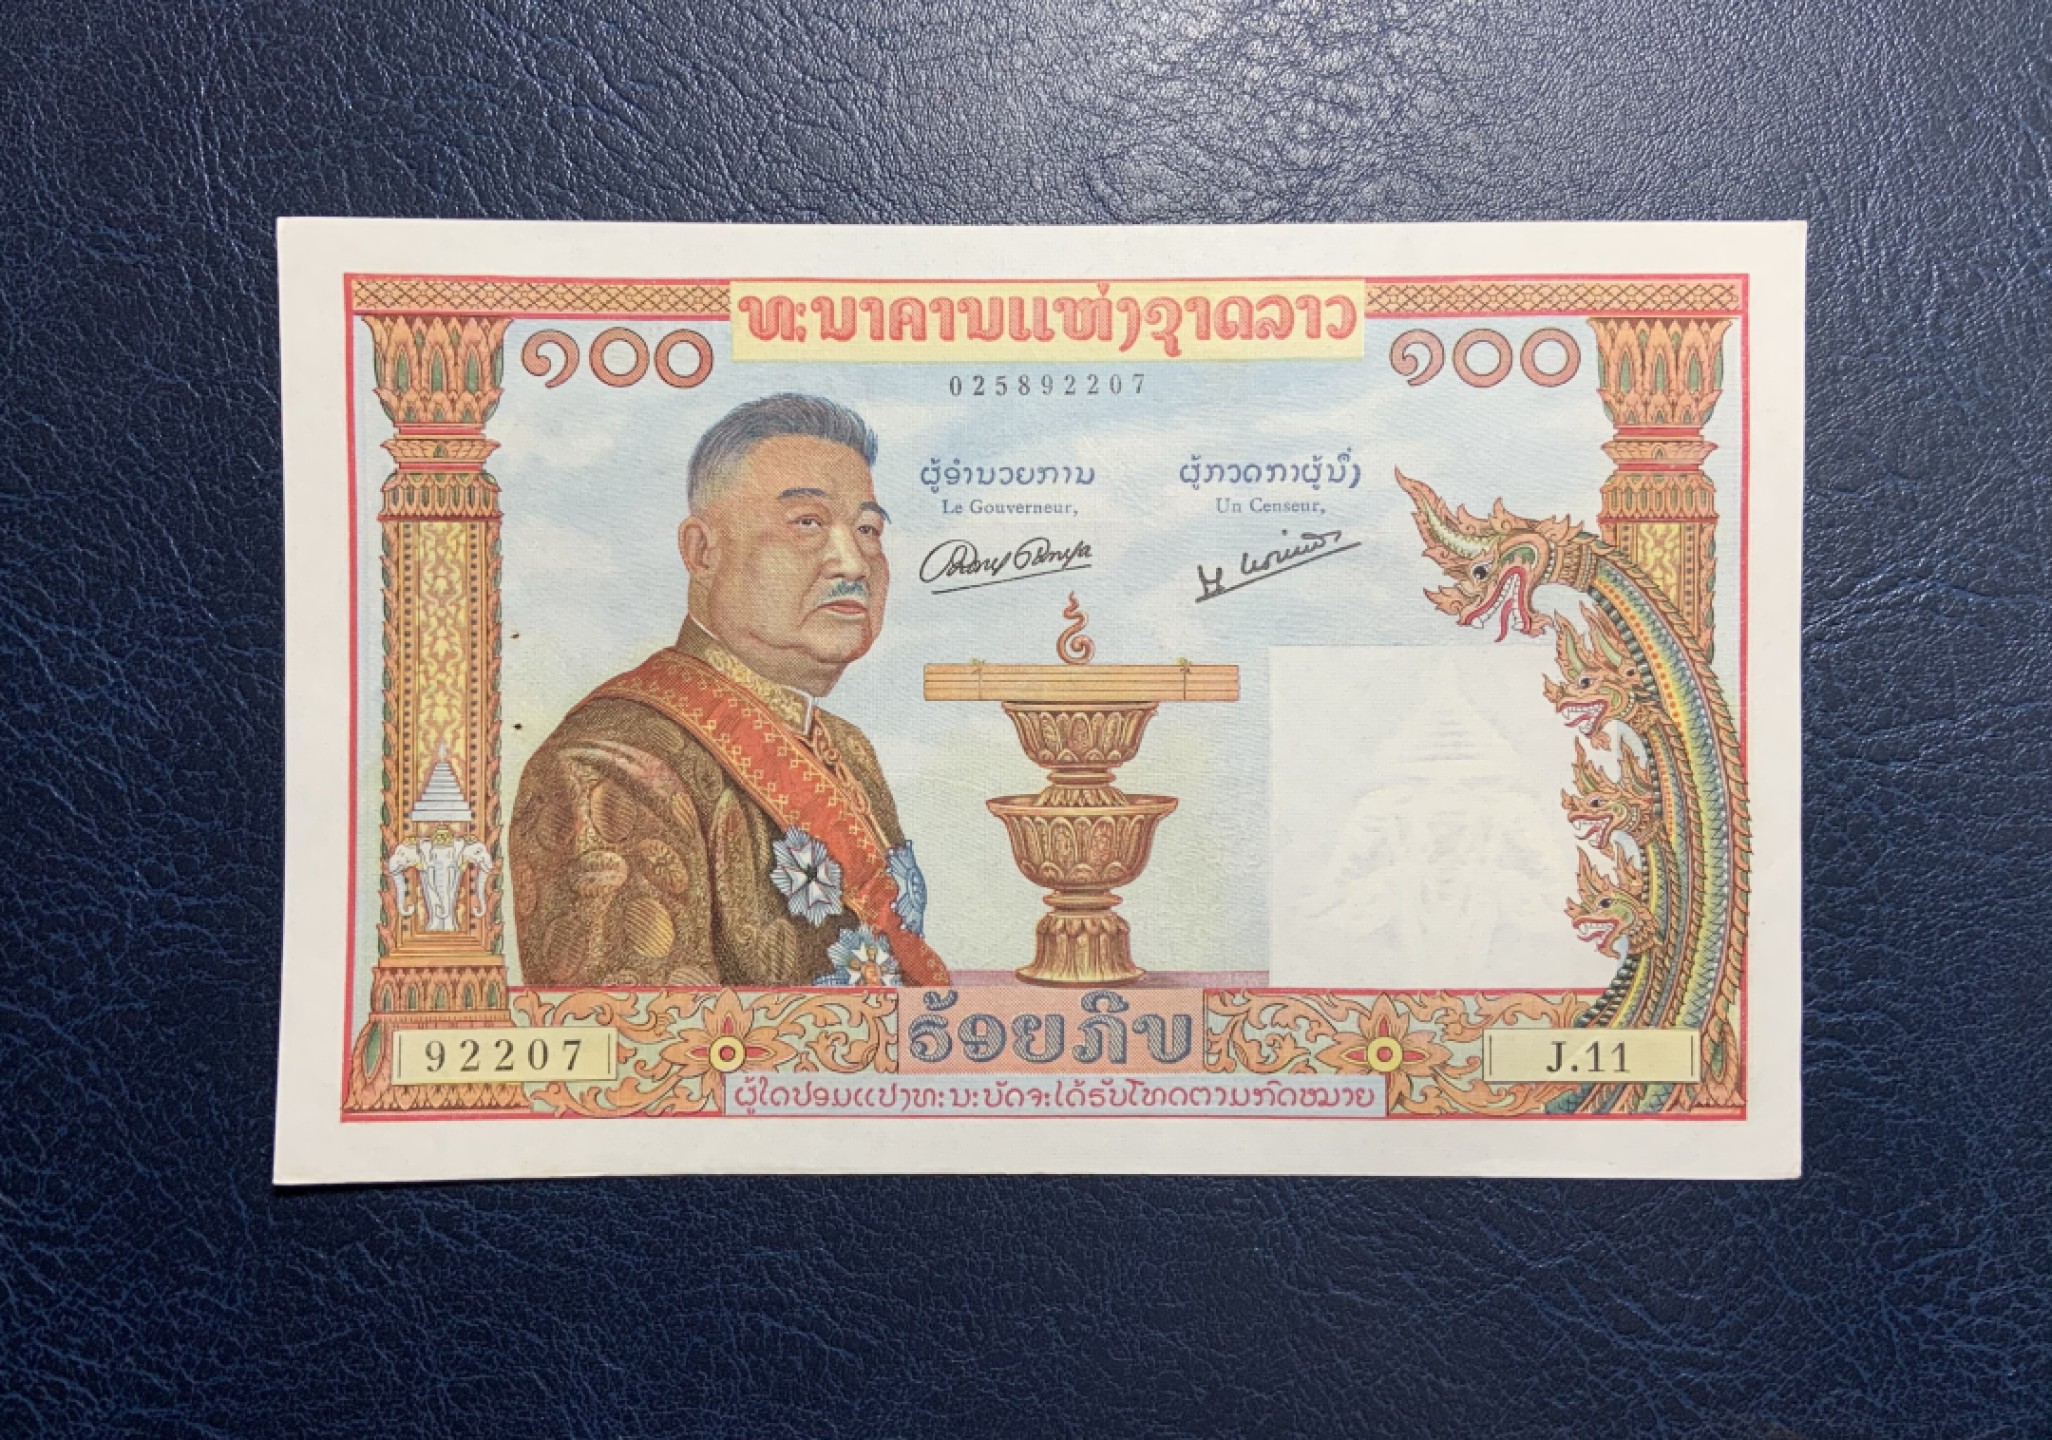 ທະນາຄານແຫ່ງຊາດລາວ
໑໐໐ ໑໐໐
025892207
ຜູ້ອຳນວຍການ ຜູ້ກວດກາຜູ້ນຶ່ງ
Le Gouverneur, Un Censeur,
ຮ້ອຍກີບ
92207 J.11
ຜູ້ໃດປອມແປງທະນະບັດຈະໄດ້ຮັບໂທດຕາມກົດໝາຍ